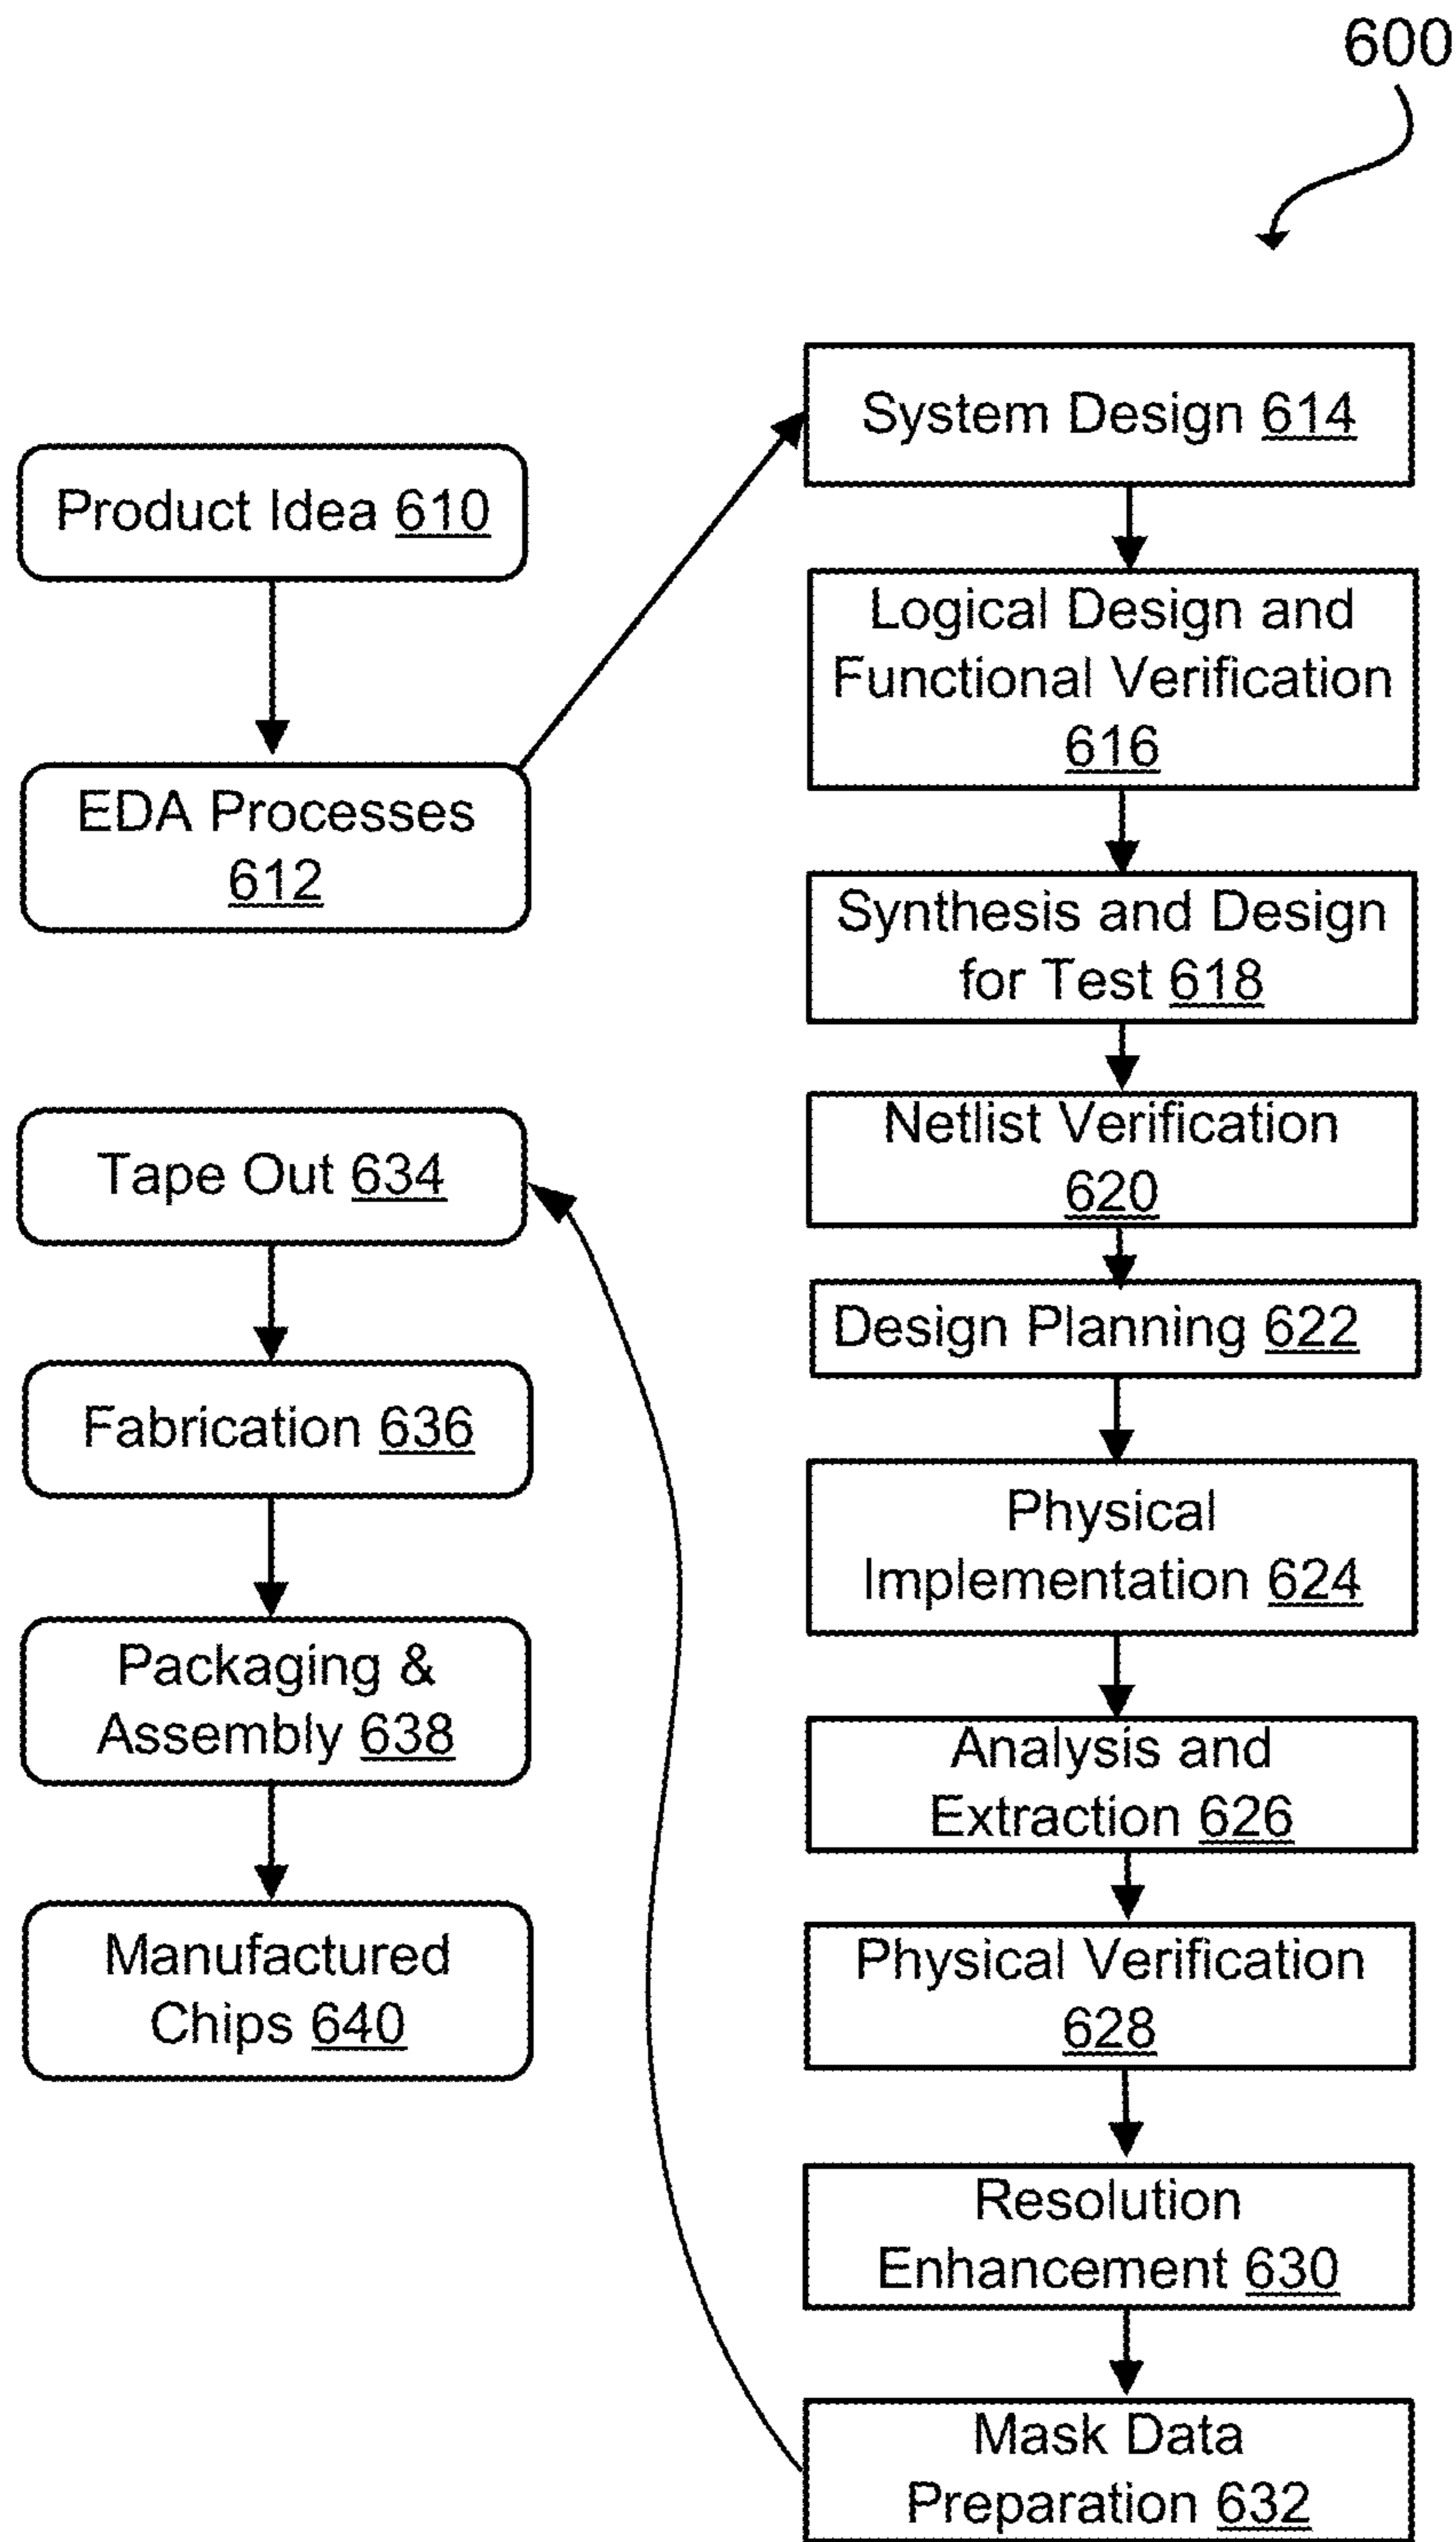 600
Product Idea 610
EDA Processes
612
System Design 614
Logical Design and
Functional Verification
616
Synthesis and Design
for Test 618
Netlist Verification
620
Design Planning 622
Physical
Implementation 624
Analysis and
Extraction 626
Physical Verification
628
Resolution
Enhancement 630
Mask Data
Preparation 632
Tape Out 634
Fabrication 636
Packaging &
Assembly 638
Manufactured
Chips 640